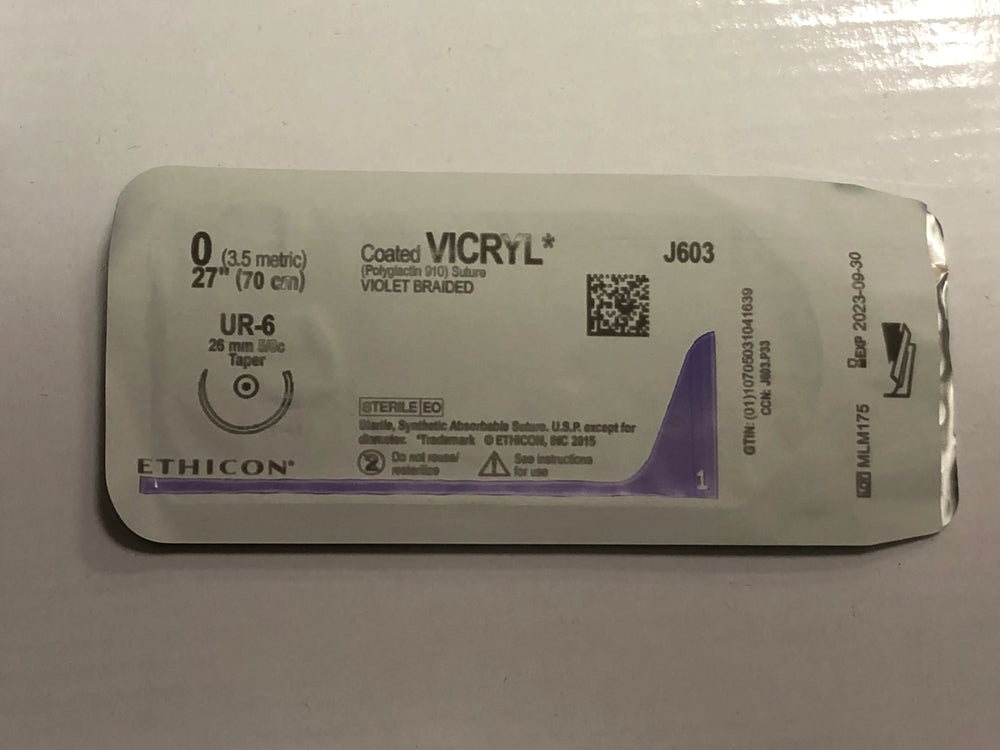 0 (3.5 metric)
27" (70 cm)
UR-6
26 mm 5/8c
Taper
ETHICON*
Coated VICRYL*
(Polyglactin 910) Suture
VIOLET BRAIDED
J603
STERILE EO
Sterile, Synthetic Absorbable Suture. U.S.P. except for
diameter. *Trademark © ETHICON, INC 2015
2 Do not reuse/
resterilize
See instructions
for use
1
GTIN: (01)10705031041639
CCN: J603.P33
EXP 2023-09-30
LOT MLM175